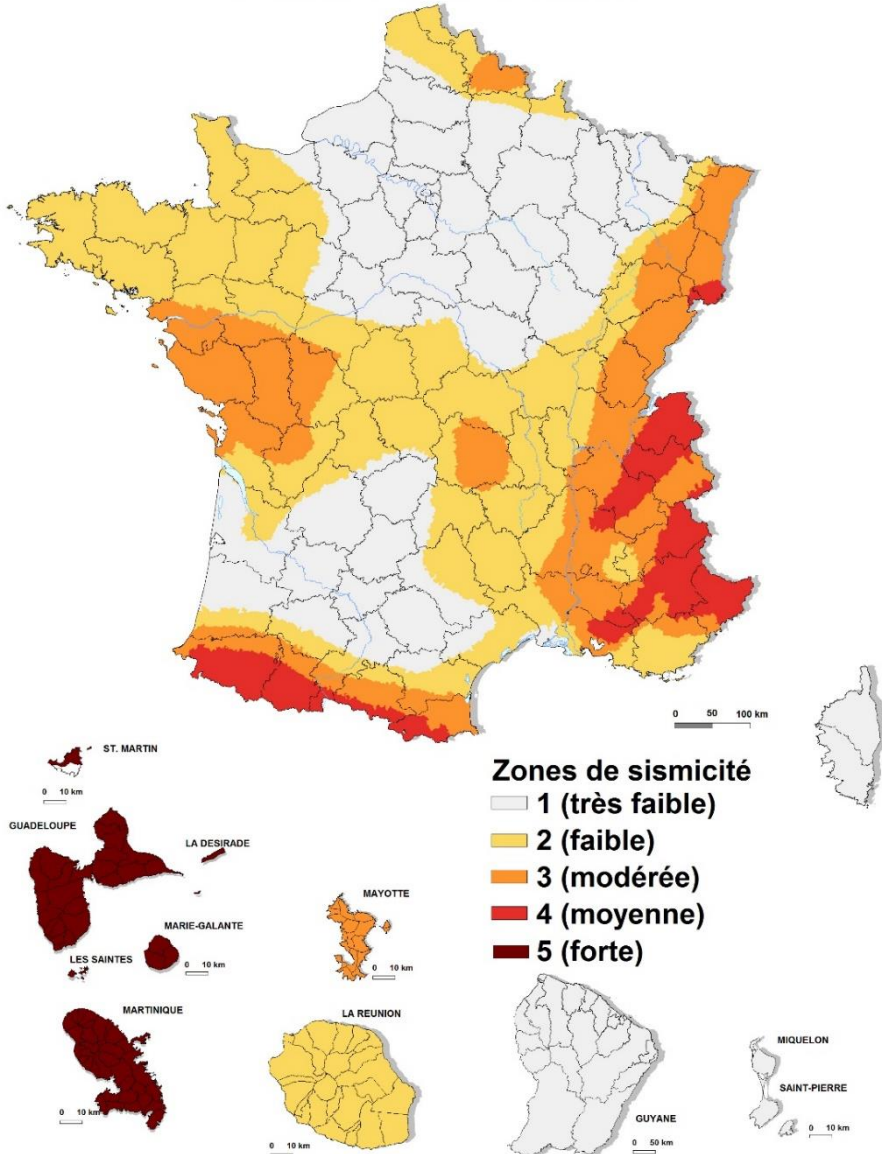 0 50 100 km
ST. MARTIN
0 10 km
GUADELOUPE
LA DESIRADE
MARIE-GALANTE
0 10 km
LES SAINTES
MARTINIQUE
0 10 km
MAYOTTE
0 10 km
LA REUNION
0 10 km
Zones de sismicité
1 (très faible)
2 (faible)
3 (modérée)
4 (moyenne)
5 (forte)
GUYANE
0 50 km
MIQUELON
SAINT-PIERRE
0 10 km